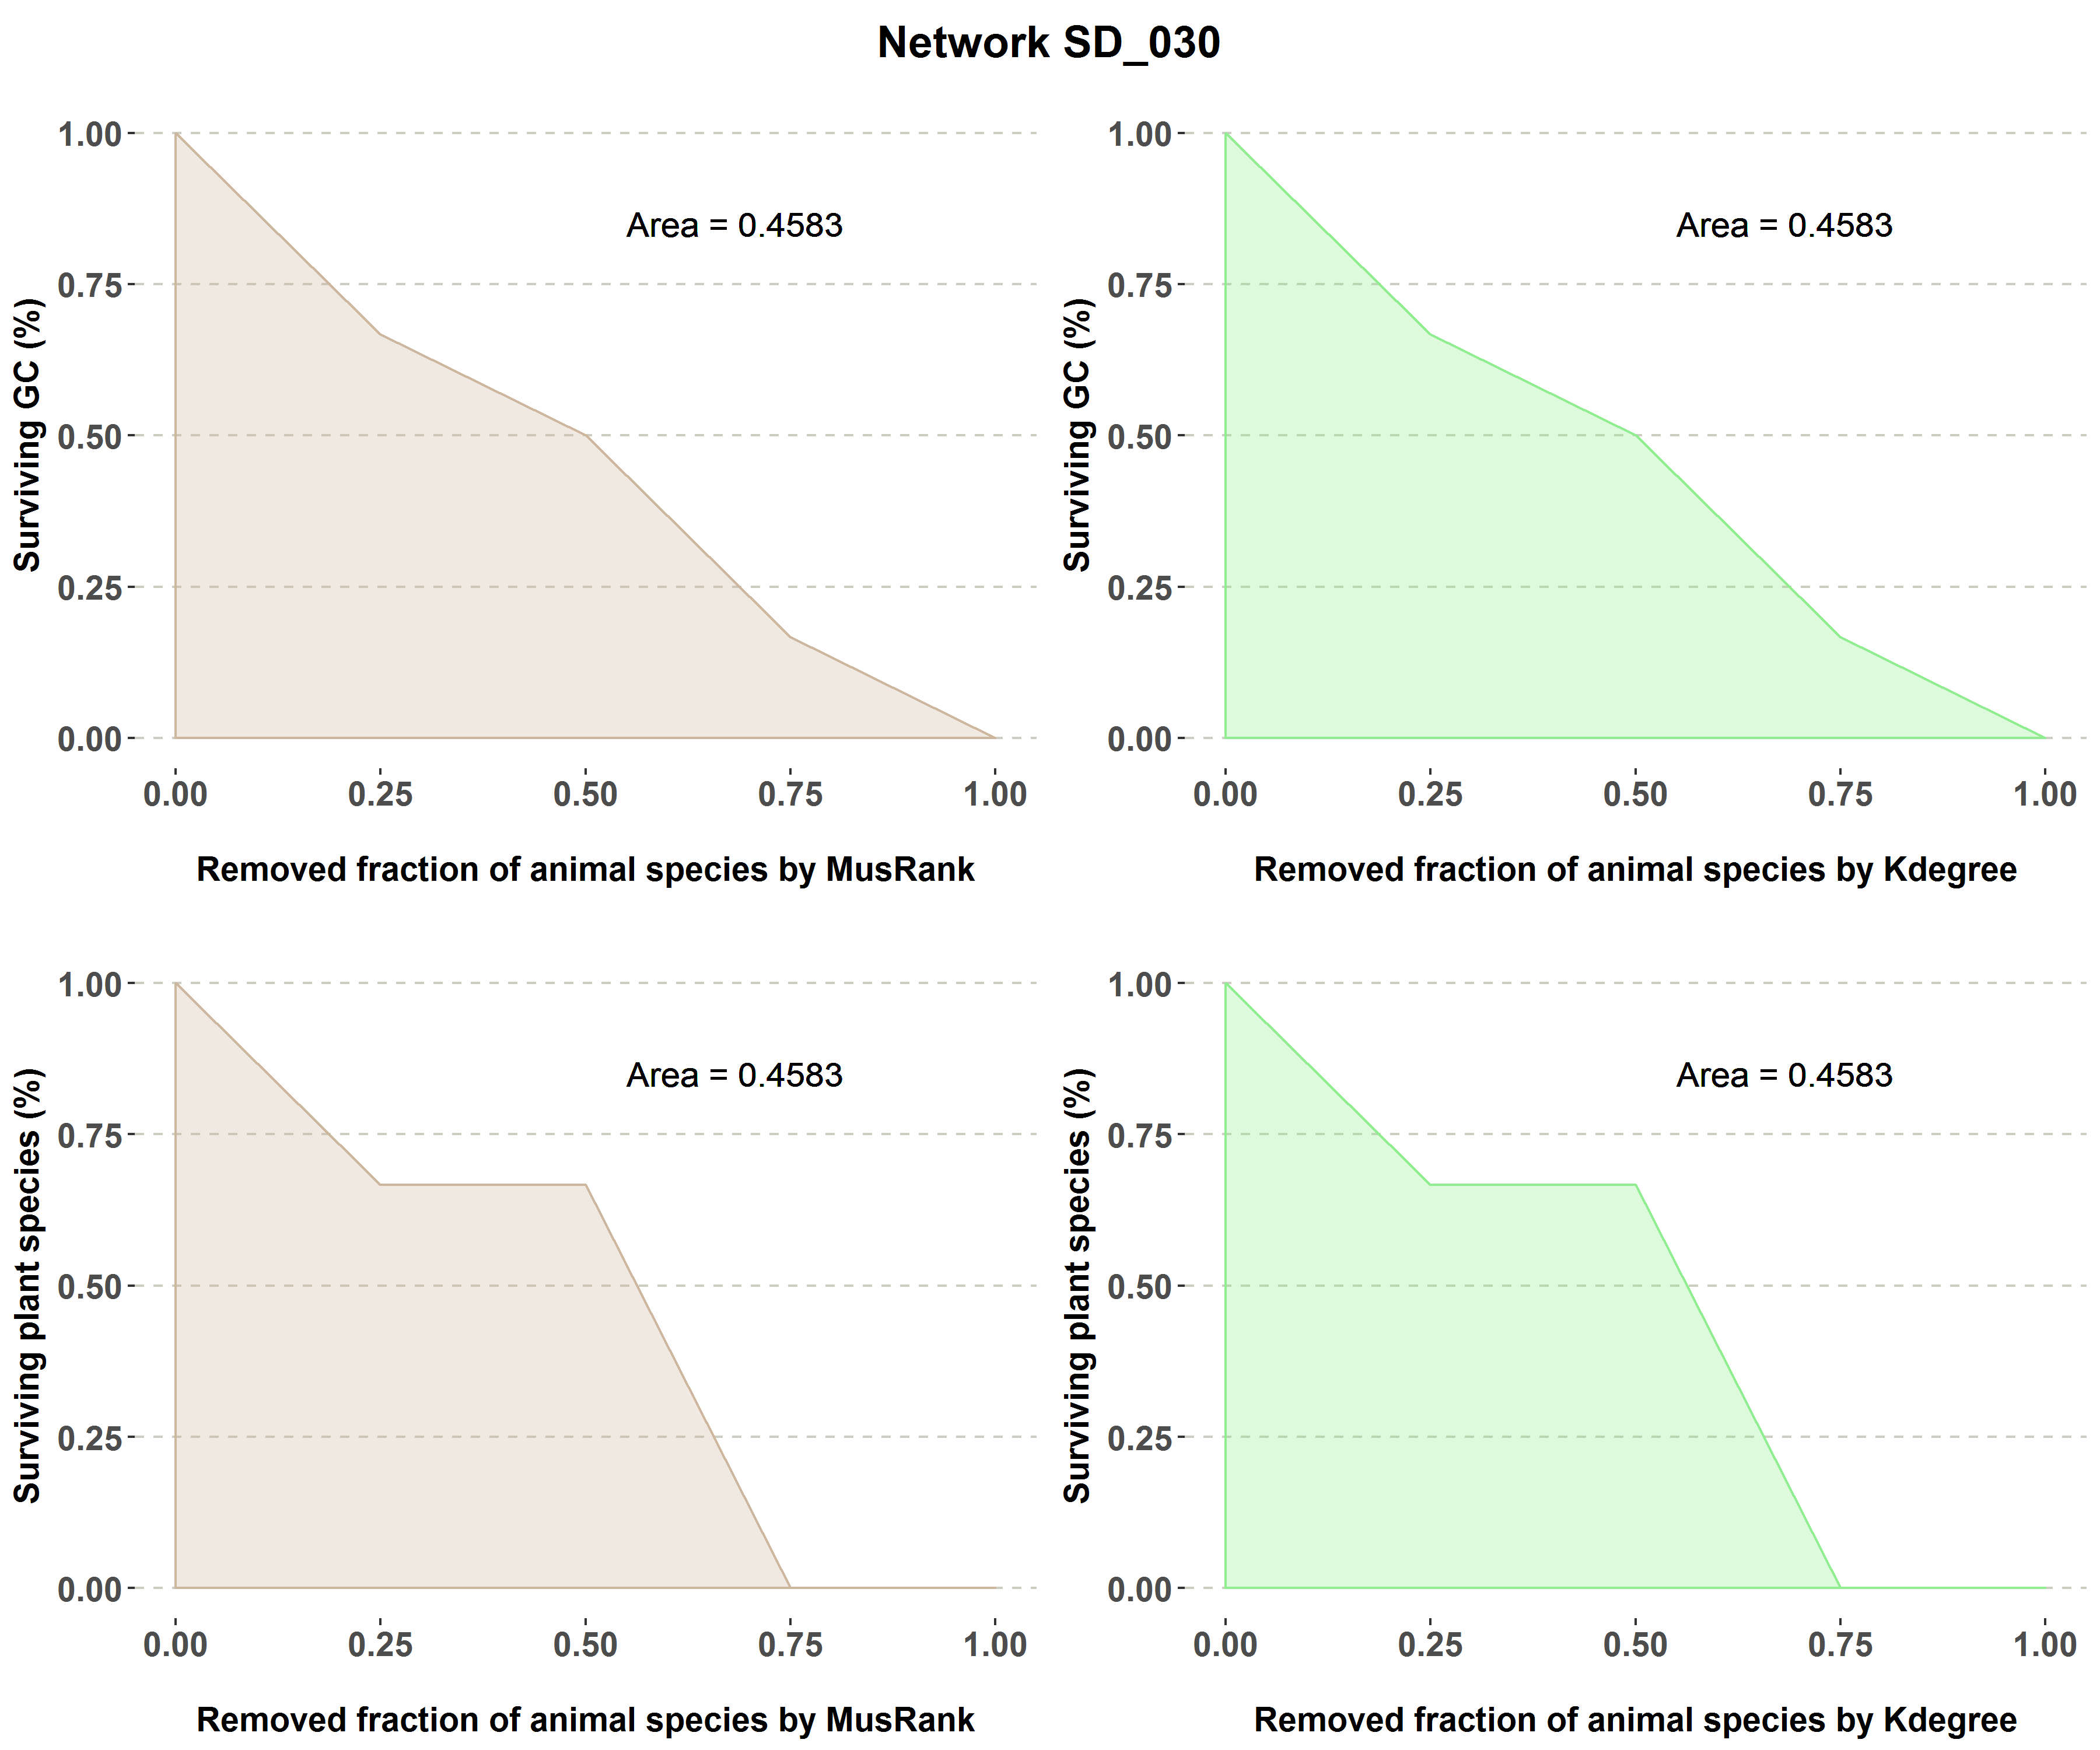 Network SD_030
Surviving GC (%)
1.00
0.75
0.50
0.25
0.00
Area = 0.4583
0.00 0.25 0.50 0.75 1.00
Removed fraction of animal species by MusRank
Surviving GC (%)
1.00
0.75
0.50
0.25
0.00
Area = 0.4583
0.00 0.25 0.50 0.75 1.00
Removed fraction of animal species by Kdegree
Surviving plant species (%)
1.00
0.75
0.50
0.25
0.00
Area = 0.4583
0.00 0.25 0.50 0.75 1.00
Removed fraction of animal species by MusRank
Surviving plant species (%)
1.00
0.75
0.50
0.25
0.00
Area = 0.4583
0.00 0.25 0.50 0.75 1.00
Removed fraction of animal species by Kdegree